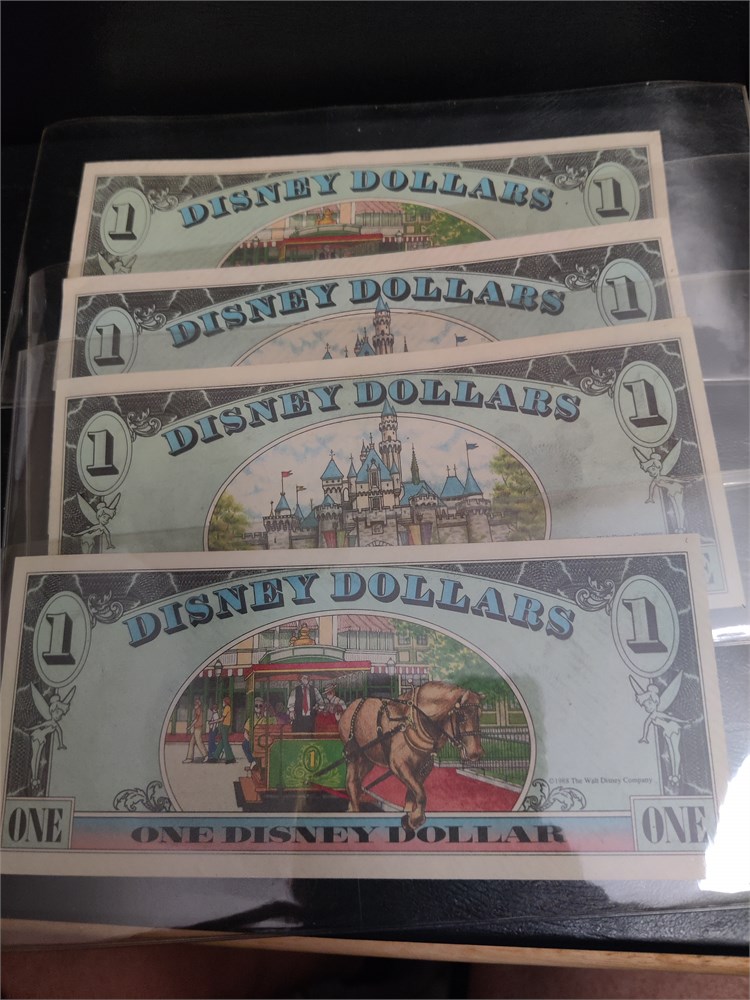 DISNEY DOLLARS
1 1
DISNEY DOLLARS
1 1
DISNEY DOLLARS
1 1
DISNEY DOLLARS
1 1
1
©1988 The Walt Disney Company
ONE ONE
ONE DISNEY DOLLAR